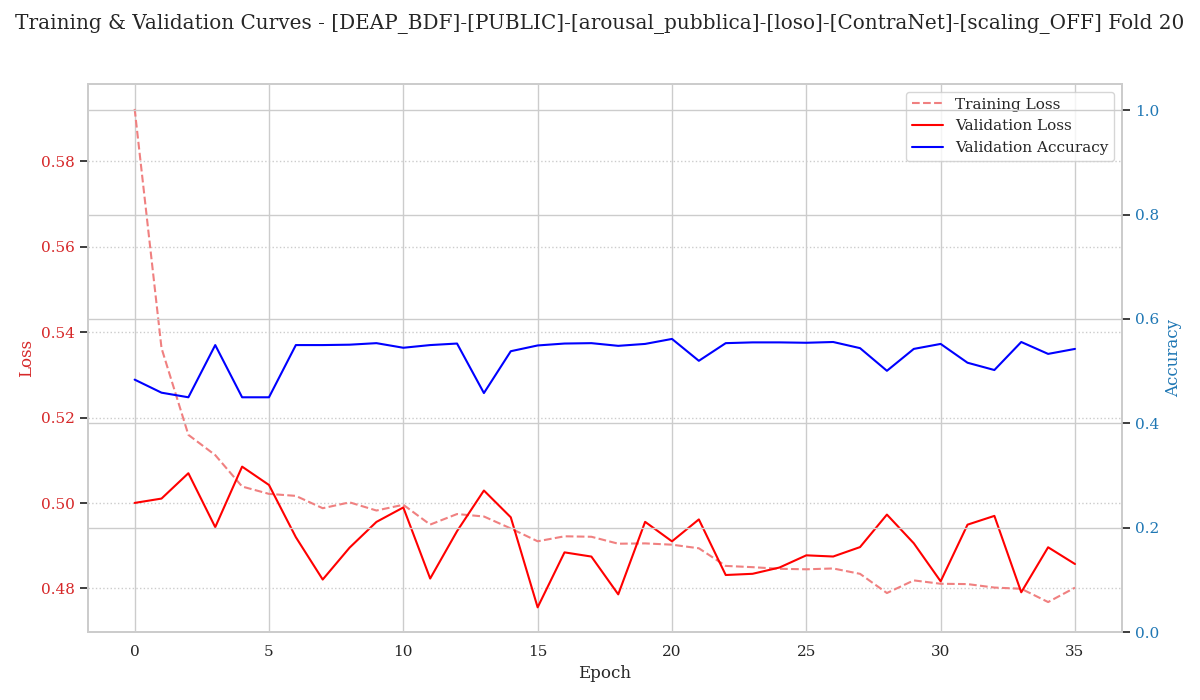 Training & Validation Curves - [DEAP_BDF]-[PUBLIC]-[arousal_pubblica]-[loso]-[ContraNet]-[scaling_OFF] Fold 20
Training Loss
Validation Loss
Validation Accuracy
0.58
0.56
0.54
0.52
0.50
0.48
Loss
1.0
0.8
0.6
0.4
0.2
0.0
Accuracy
0 5 10 15 20 25 30 35
Epoch